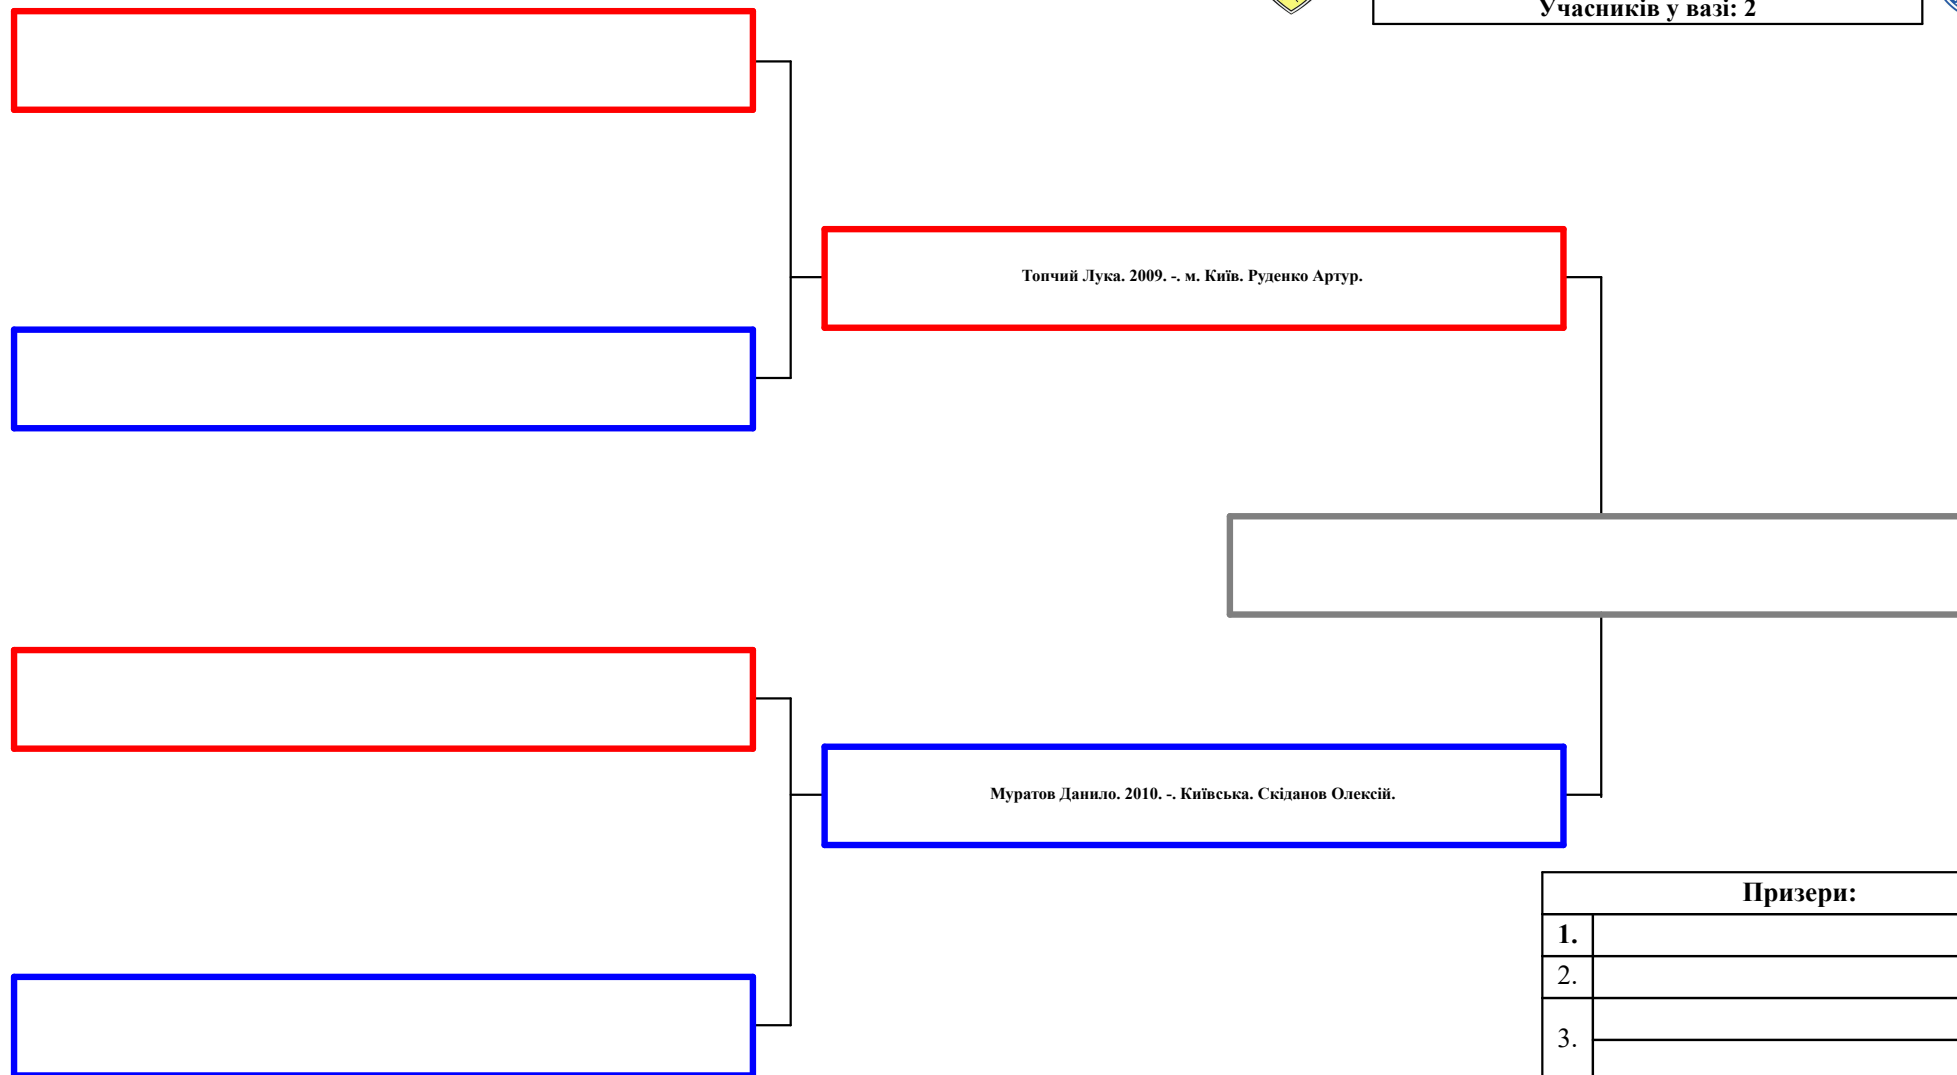 Учасників у вазі: 2
Топчий Лука. 2009. -. м. Київ. Руденко Артур.
Муратов Данило. 2010. -. Київська. Скіданов Олексій.
Призери:
1.
2.
3.